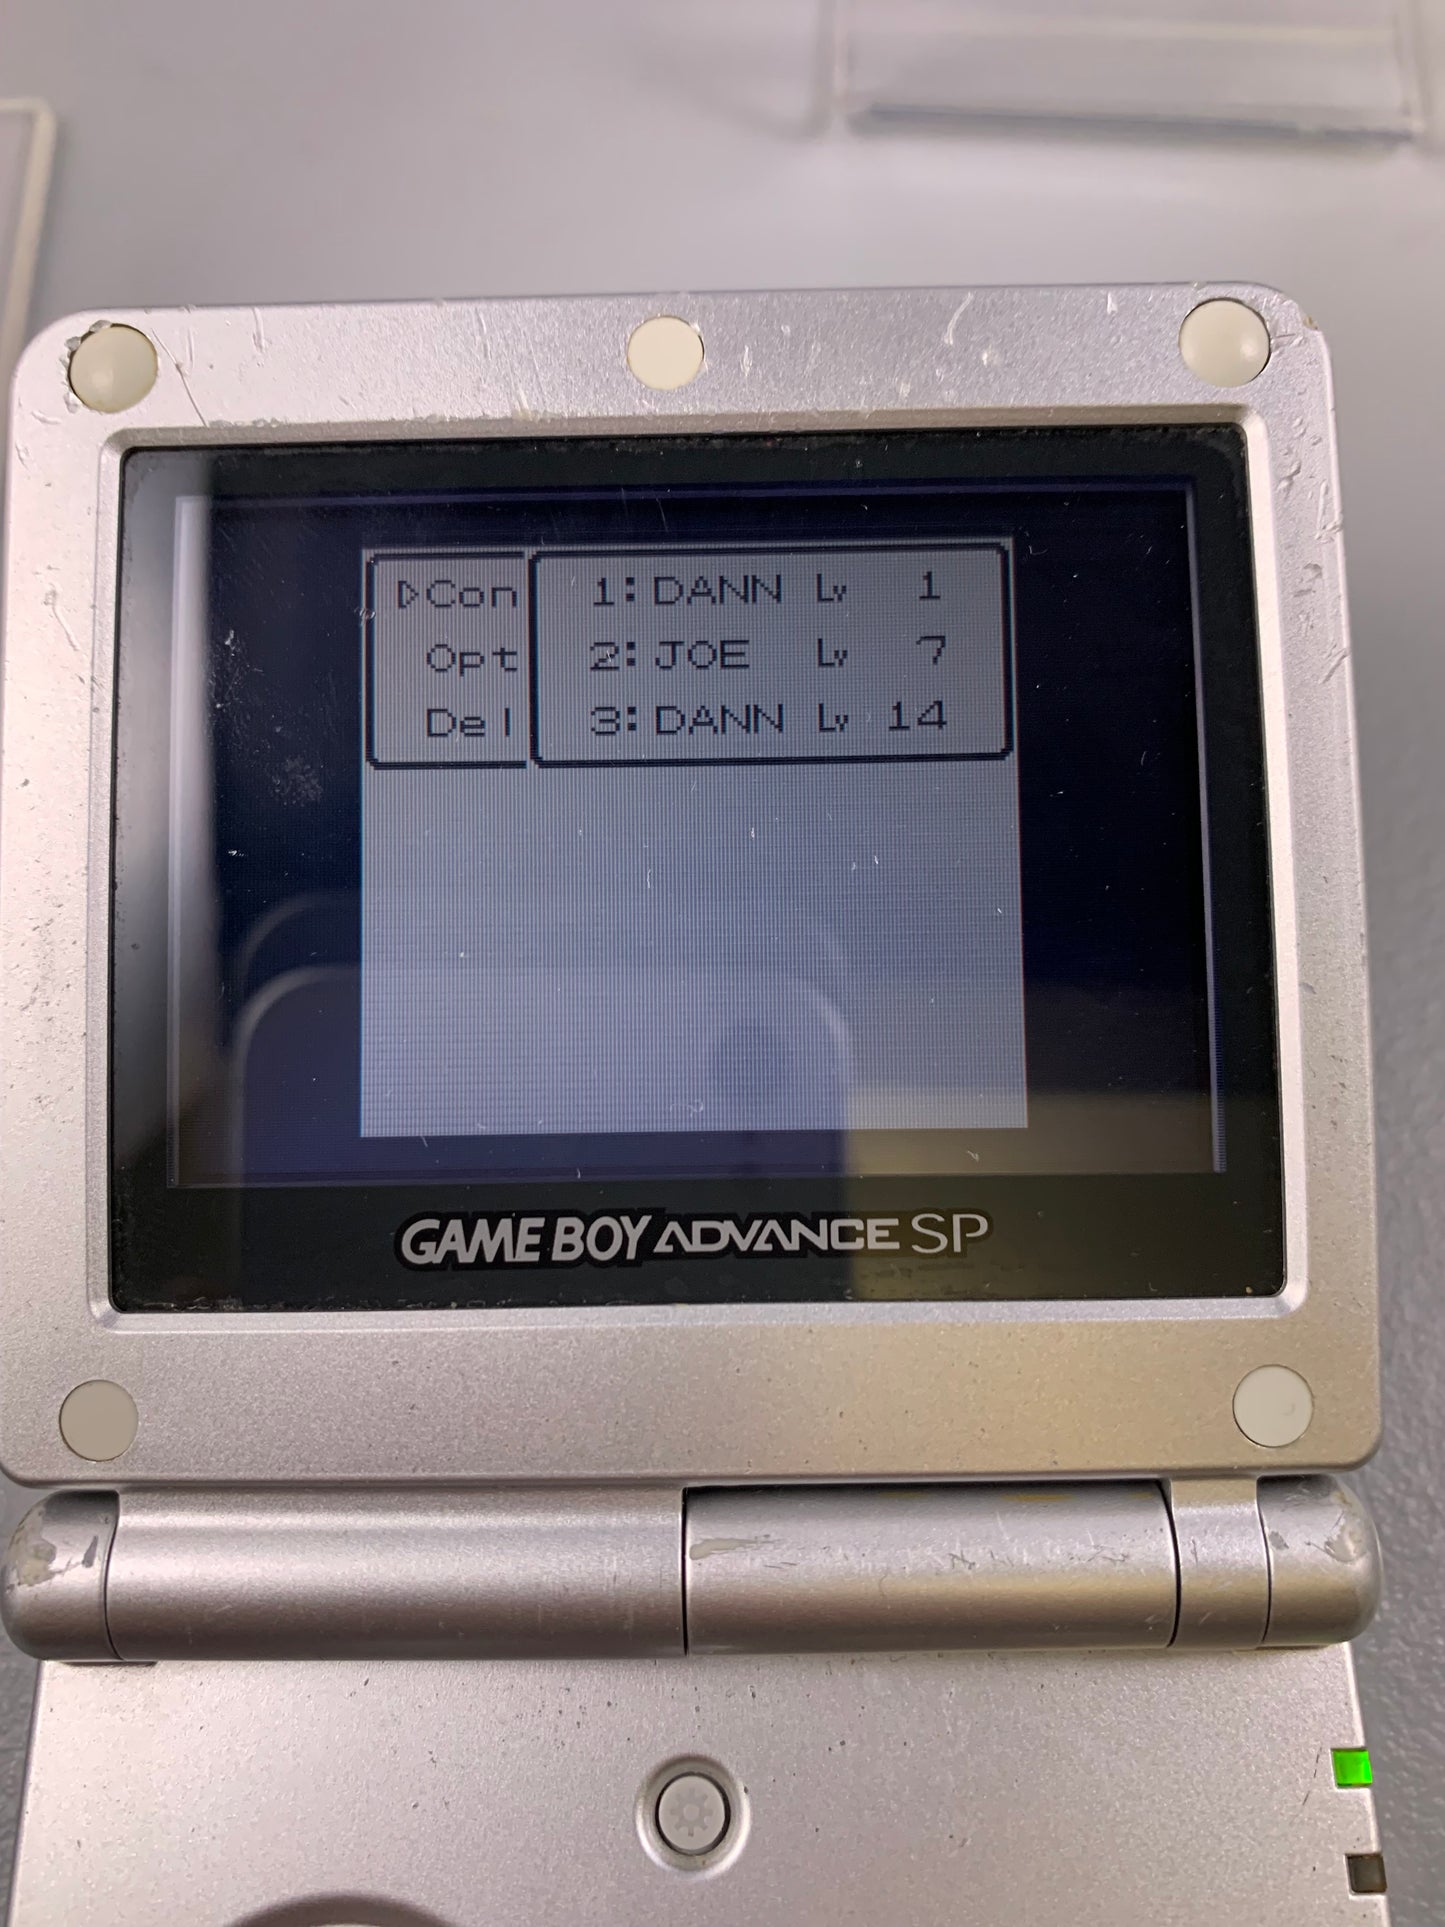 ▷Con 1: DANN Lv 1
Opt 2: JOE Lv 7
Del 3: DANN Lv 14
GAME BOY ADVANCE SP